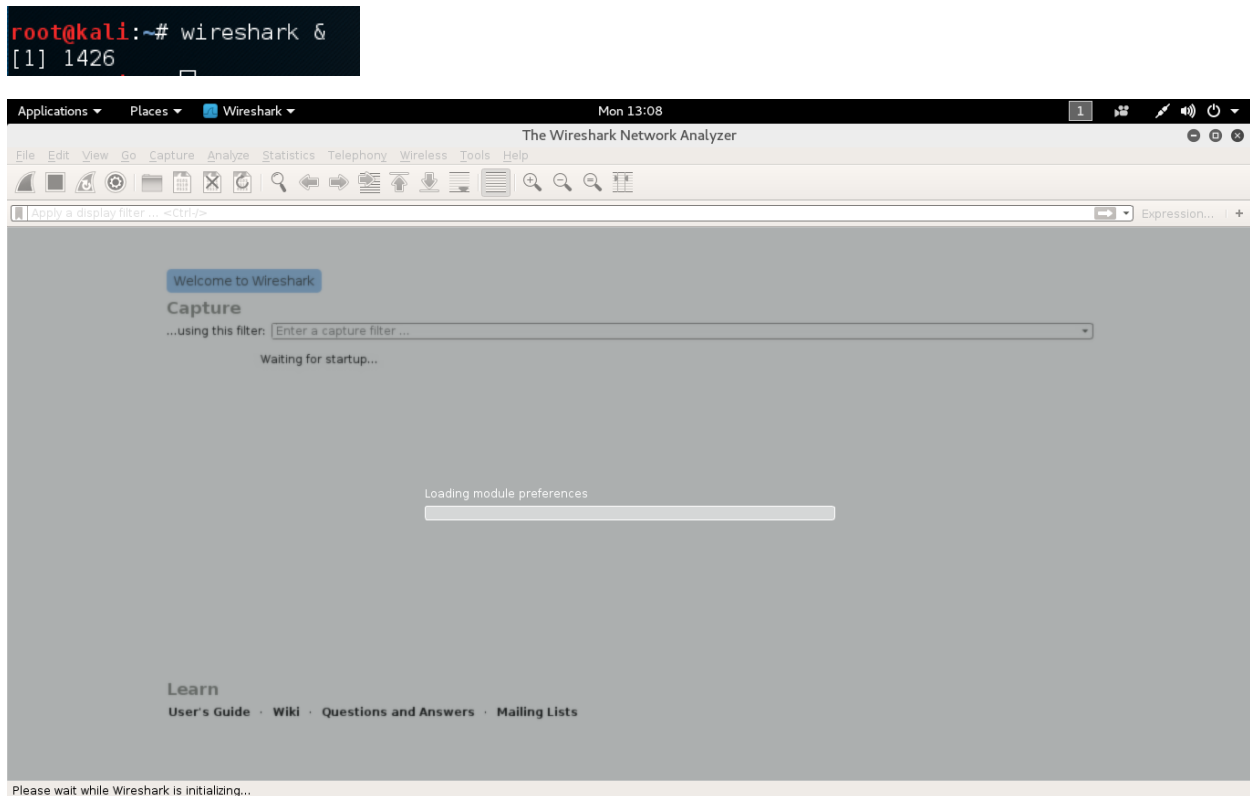 root@kali:~# wireshark &
[1] 1426
Applications Places Wireshark Mon 13:08 1
The Wireshark Network Analyzer
File Edit View Go Capture Analyze Statistics Telephony Wireless Tools Help
Apply a display filter ... <Ctrl-/> Expression... +
Welcome to Wireshark
Capture
...using this filter: Enter a capture filter ...
Waiting for startup...
Loading module preferences
Learn
User's Guide · Wiki · Questions and Answers · Mailing Lists
Please wait while Wireshark is initializing...